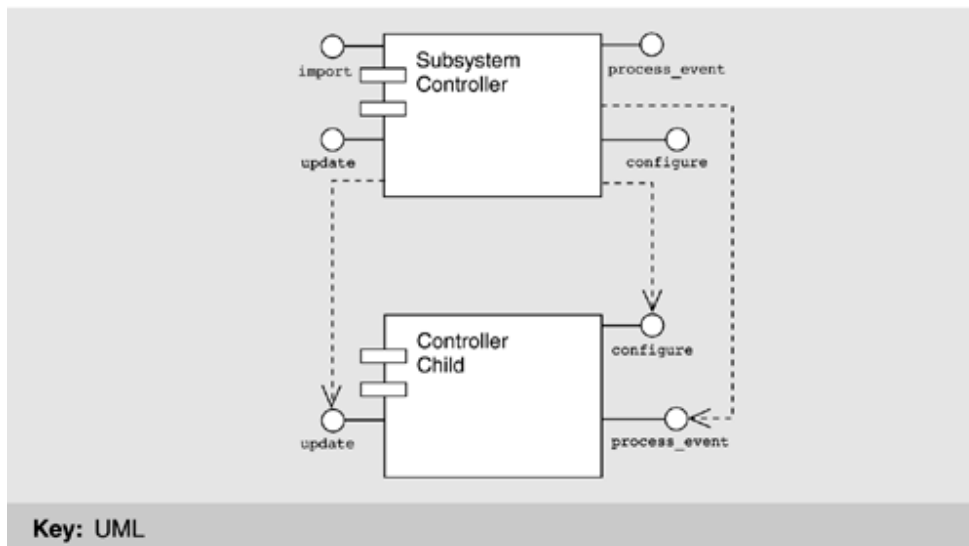 import
Subsystem
Controller
process_event
update
configure
Controller
Child
configure
update
process_event
Key: UML